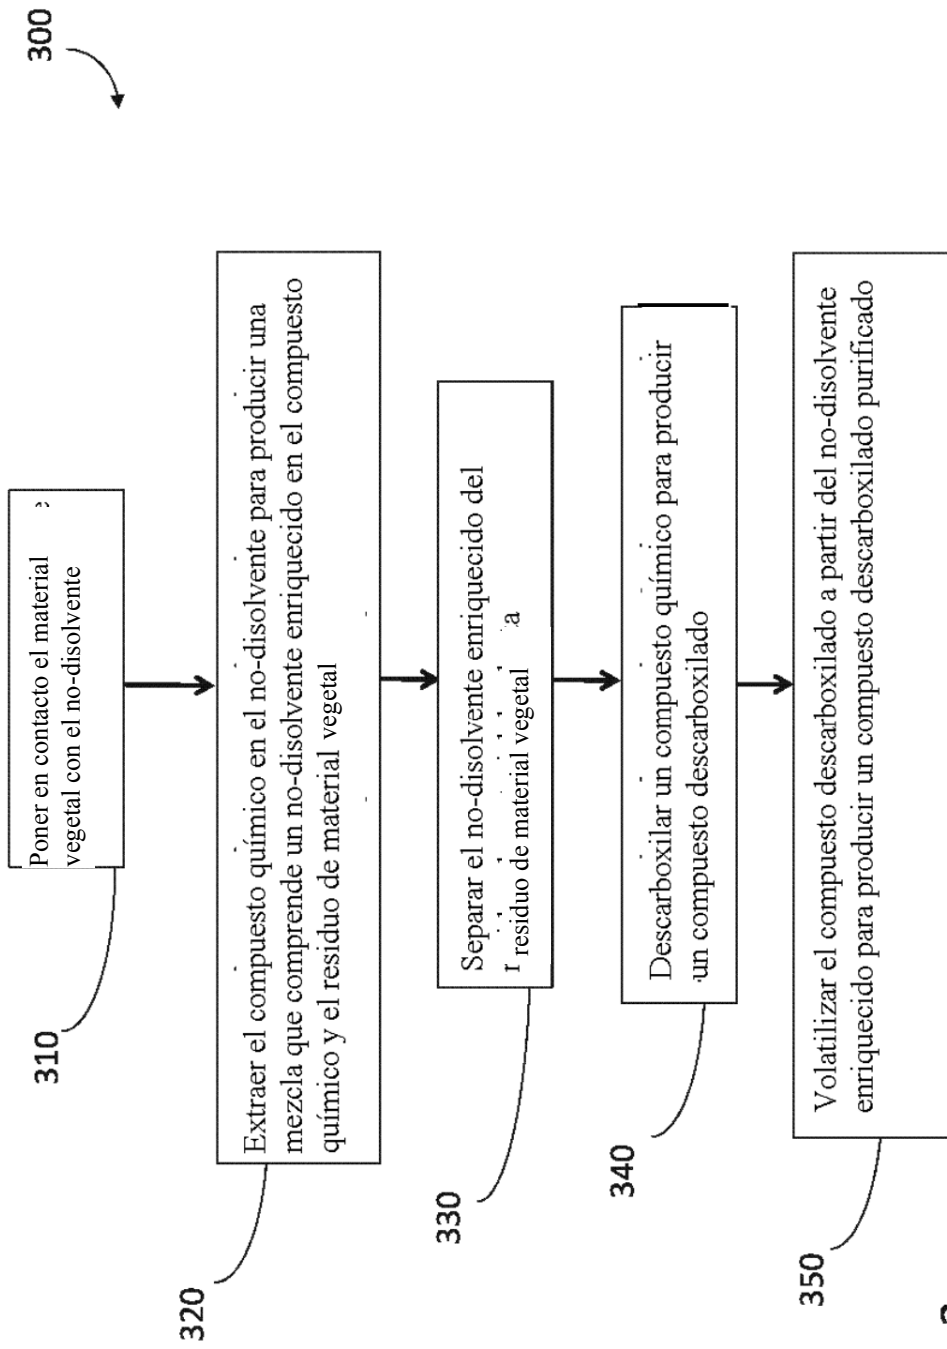 300
310
Poner en contacto el material
vegetal con el no-disolvente
320
Extraer el compuesto químico en el no-disolvente para producir una
mezcla que comprende un no-disolvente enriquecido en el compuesto
químico y el residuo de material vegetal
330
Separar el no-disolvente enriquecido del
residuo de material vegetal
340
Descarboxilar un compuesto químico para producir
un compuesto descarboxilado
350
Volatilizar el compuesto descarboxilado a partir del no-disolvente
enriquecido para producir un compuesto descarboxilado purificado